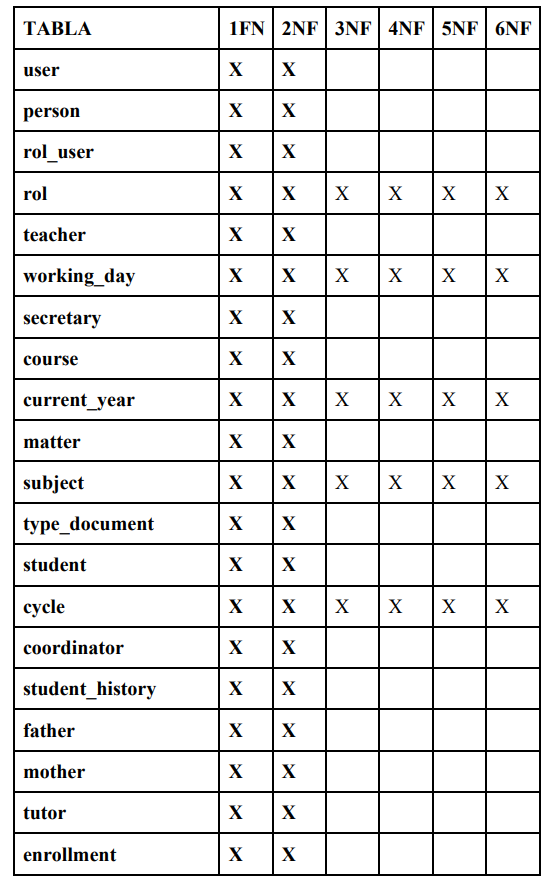 TABLA 1FN 2NF 3NF 4NF 5NF 6NF
user X X
person X X
rol_user X X
rol X X X X X X
teacher X X
working_day X X X X X X
secretary X X
course X X
current_year X X X X X X
matter X X
subject X X X X X X
type_document X X
student X X
cycle X X X X X X
coordinator X X
student_history X X
father X X
mother X X
tutor X X
enrollment X X